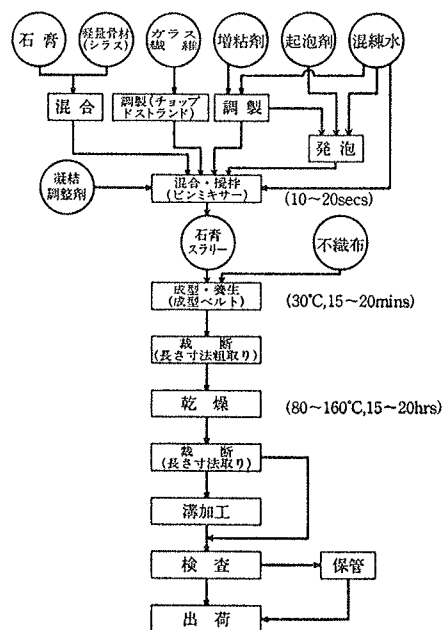 石膏
軽量骨材
(シラス)
ガラス
繊維
増粘剤
起泡剤
混練水
混合
調製(チョップ
ドストランド)
調製
発泡
凝結
調整剤
混合・撹拌
(ピンミキサー)
(10～20secs)
石膏
スラリー
不織布
成型・養生
(成型ベルト)
(30℃,15～20mins)
裁断
(長さ寸法粗取り)
乾燥
(80～160℃,15～20hrs)
裁断
(長さ寸法取り)
溝加工
検査
保管
出荷